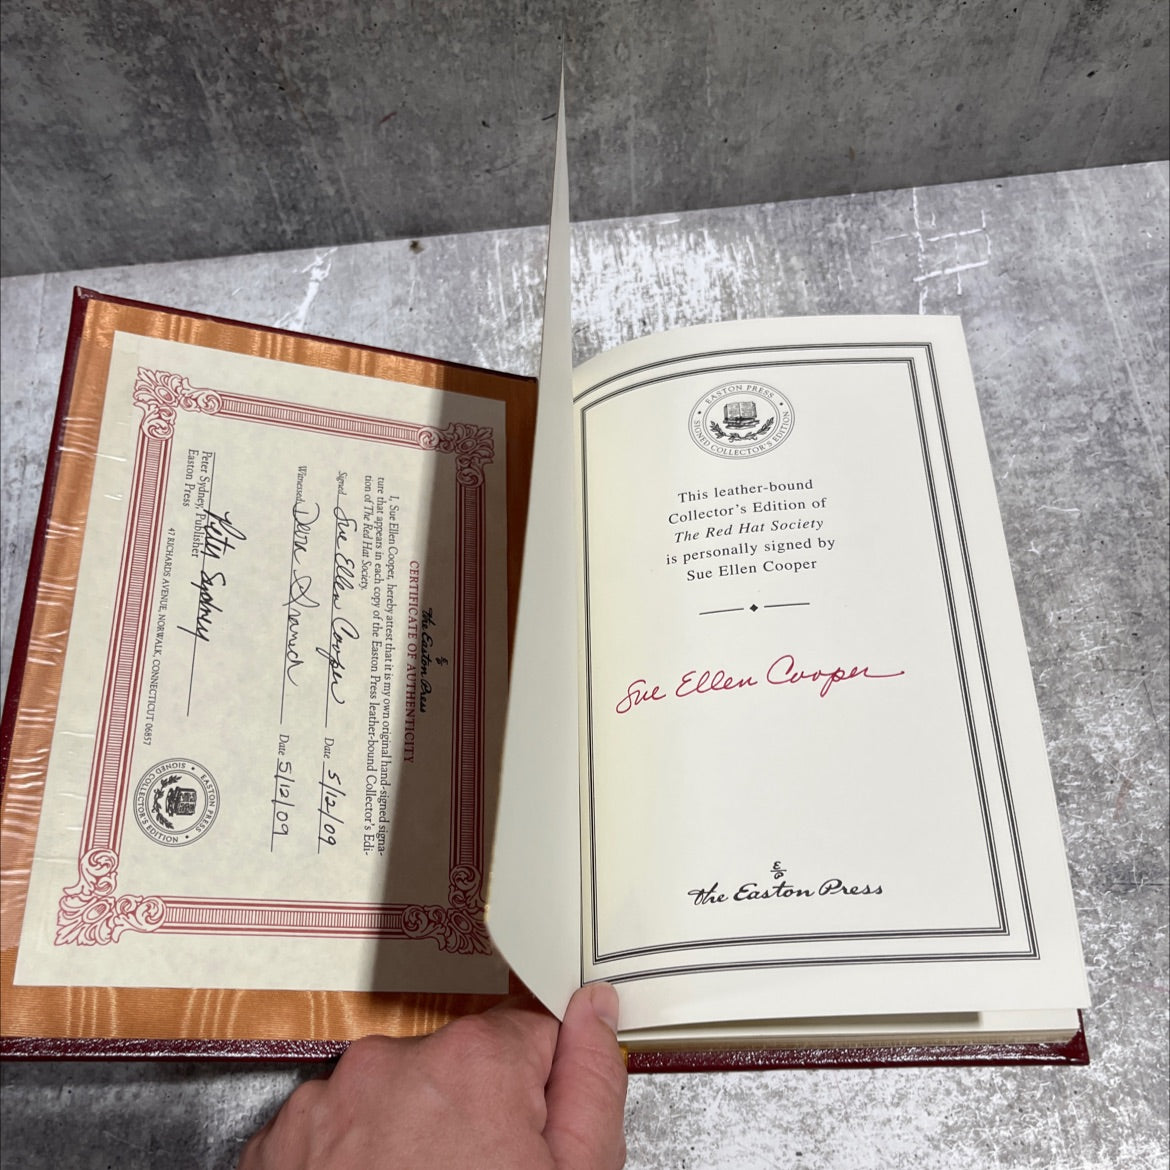 the Easton Press
CERTIFICATE OF AUTHENTICITY
I, Sue Ellen Cooper, hereby attest that it is my own original hand-signed signa-
ture that appears in each copy of the Easton Press leather-bound Collector's Edi-
tion of The Red Hat Society.
Signed Sue Ellen Cooper Date 5/12/09
Witnessed Date 5/12/09
Peter Sydney
Peter Sydney, Publisher
Easton Press
47 RICHARDS AVENUE, NORWALK, CONNECTICUT 06857
EASTON PRESS
SIGNED COLLECTOR'S EDITION
EASTON PRESS
SIGNED COLLECTOR'S EDITION
This leather-bound
Collector's Edition of
The Red Hat Society
is personally signed by
Sue Ellen Cooper
Sue Ellen Cooper
the Easton Press